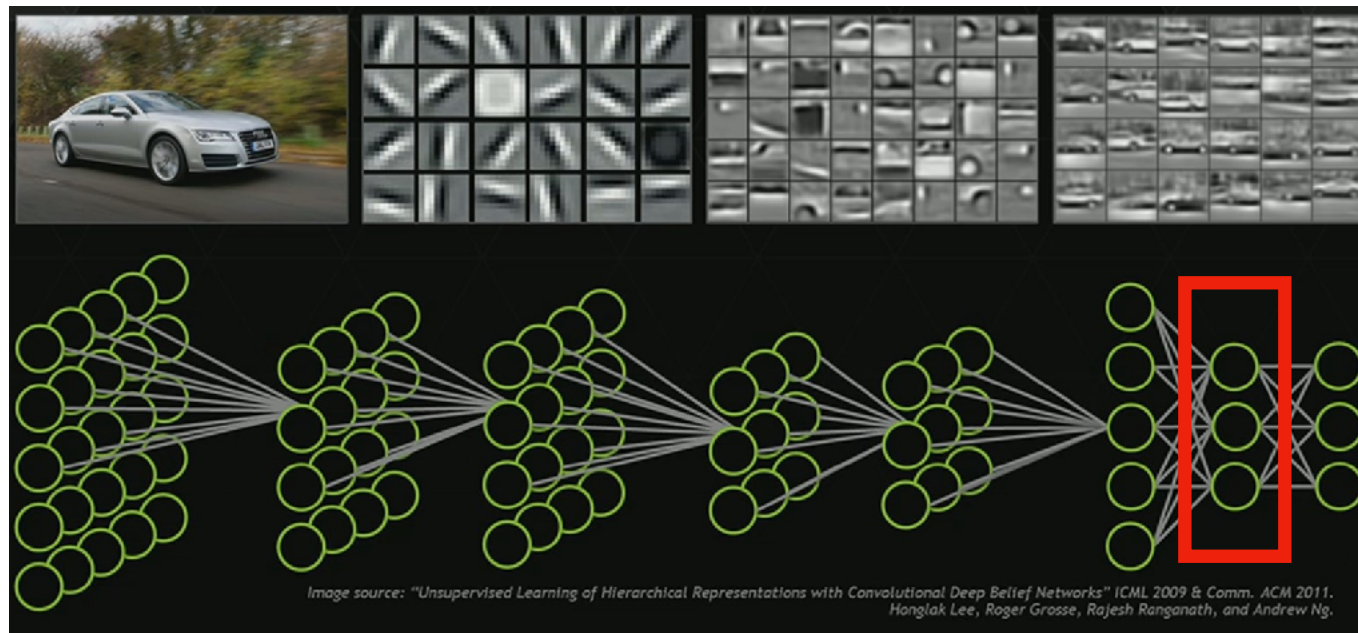 Image source: "Unsupervised Learning of Hierarchical Representations with Convolutional Deep Belief Networks" ICML 2009 & Comm. ACM 2011.
Honglak Lee, Roger Grosse, Rajesh Ranganath, and Andrew Ng.